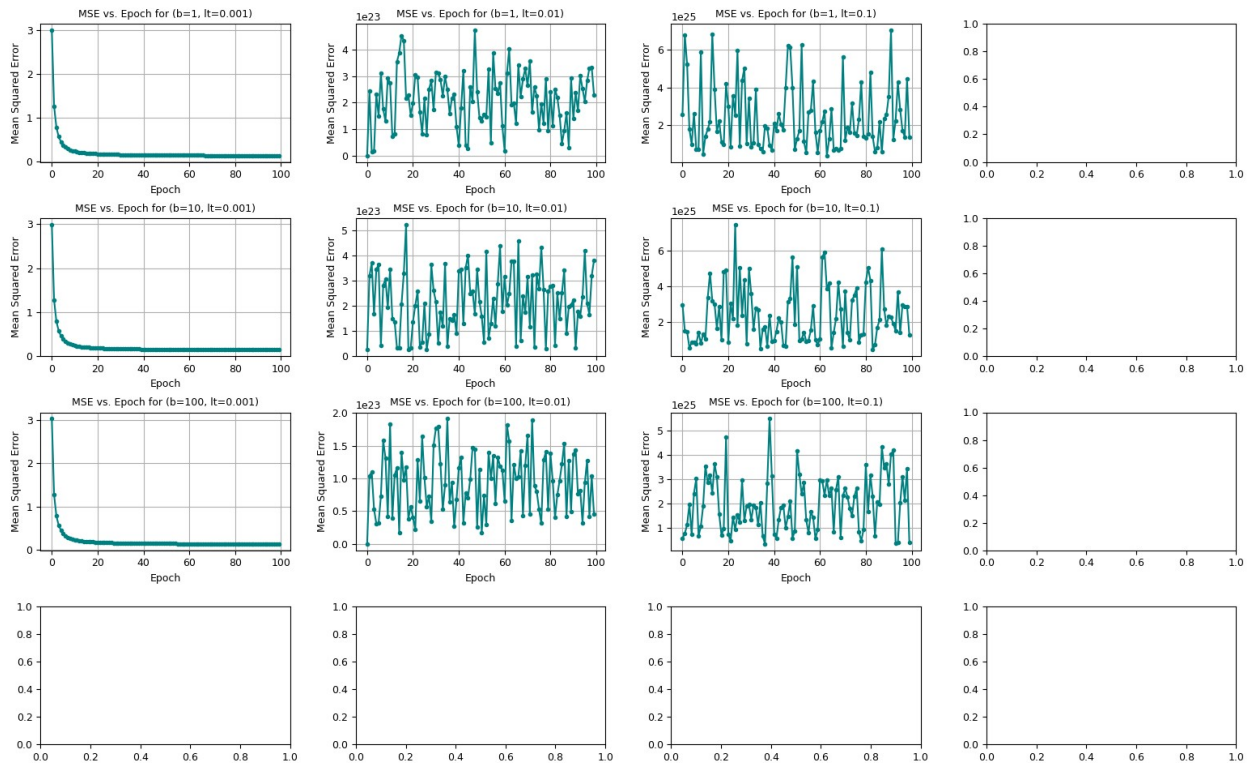 MSE vs. Epoch for (b=1, lt=0.001)
Mean Squared Error
3
2
1
0
0 20 40 60 80 100
Epoch
MSE vs. Epoch for (b=1, lt=0.01)
1e23
Mean Squared Error
4
3
2
1
0
0 20 40 60 80 100
Epoch
MSE vs. Epoch for (b=1, lt=0.1)
1e25
Mean Squared Error
6
4
2
0 20 40 60 80 100
Epoch
1.0
0.8
0.6
0.4
0.2
0.0
0.0 0.2 0.4 0.6 0.8 1.0
MSE vs. Epoch for (b=10, lt=0.001)
Mean Squared Error
3
2
1
0
0 20 40 60 80 100
Epoch
MSE vs. Epoch for (b=10, lt=0.01)
1e23
Mean Squared Error
5
4
3
2
1
0
0 20 40 60 80 100
Epoch
MSE vs. Epoch for (b=10, lt=0.1)
1e25
Mean Squared Error
6
4
2
0 20 40 60 80 100
Epoch
1.0
0.8
0.6
0.4
0.2
0.0
0.0 0.2 0.4 0.6 0.8 1.0
MSE vs. Epoch for (b=100, lt=0.001)
Mean Squared Error
3
2
1
0
0 20 40 60 80 100
Epoch
MSE vs. Epoch for (b=100, lt=0.01)
1e23
Mean Squared Error
2.0
1.5
1.0
0.5
0.0
0 20 40 60 80 100
Epoch
MSE vs. Epoch for (b=100, lt=0.1)
1e25
Mean Squared Error
5
4
3
2
1
0 20 40 60 80 100
Epoch
1.0
0.8
0.6
0.4
0.2
0.0
0.0 0.2 0.4 0.6 0.8 1.0
1.0
0.8
0.6
0.4
0.2
0.0
0.0 0.2 0.4 0.6 0.8 1.0
1.0
0.8
0.6
0.4
0.2
0.0
0.0 0.2 0.4 0.6 0.8 1.0
1.0
0.8
0.6
0.4
0.2
0.0
0.0 0.2 0.4 0.6 0.8 1.0
1.0
0.8
0.6
0.4
0.2
0.0
0.0 0.2 0.4 0.6 0.8 1.0